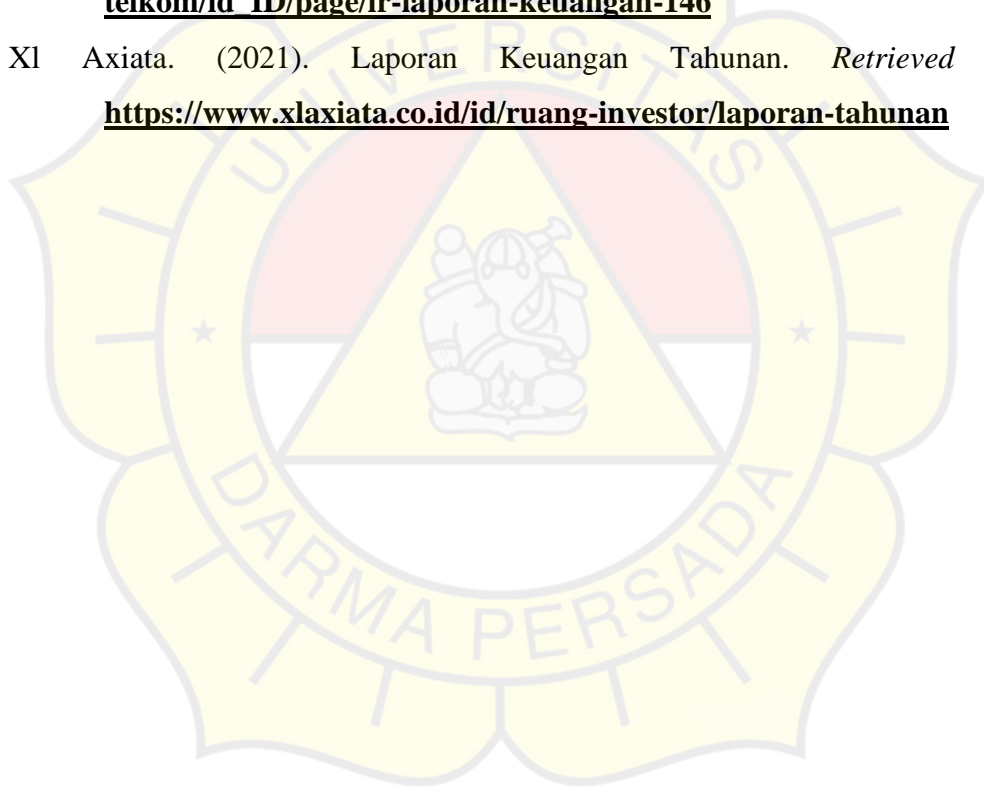 telkom/id_ID/page/ir-laporan-keuangan-146
Xl Axiata. (2021). Laporan Keuangan Tahunan. Retrieved
https://www.xlaxiata.co.id/id/ruang-investor/laporan-tahunan
UNIVERSITAS
DARMA PERSADA